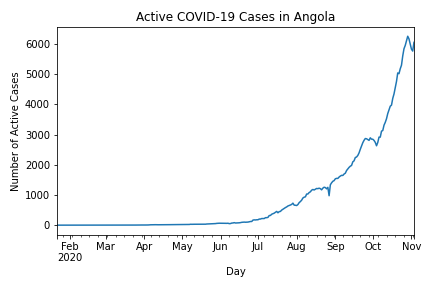 Active COVID-19 Cases in Angola
Number of Active Cases
6000
5000
4000
3000
2000
1000
0
Feb Mar Apr May Jun Jul Aug Sep Oct Nov
2020
Day